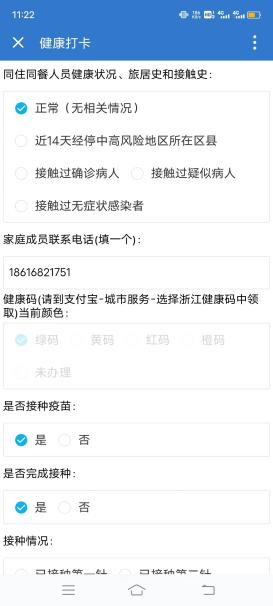 11:22
健康打卡
同住同餐人员健康状况、旅居史和接触史:
正常（无相关情况）
近14天经停中高风险地区所在区县
接触过确诊病人 接触过疑似病人
接触过无症状感染者
家庭成员联系电话(填一个):
18616821751
健康码(请到支付宝-城市服务-选择浙江健康码中领
取)当前颜色:
绿码 黄码 红码 橙码
未办理
是否接种疫苗:
是 否
是否完成接种:
是 否
接种情况:
已接种第一针 已接种第二针